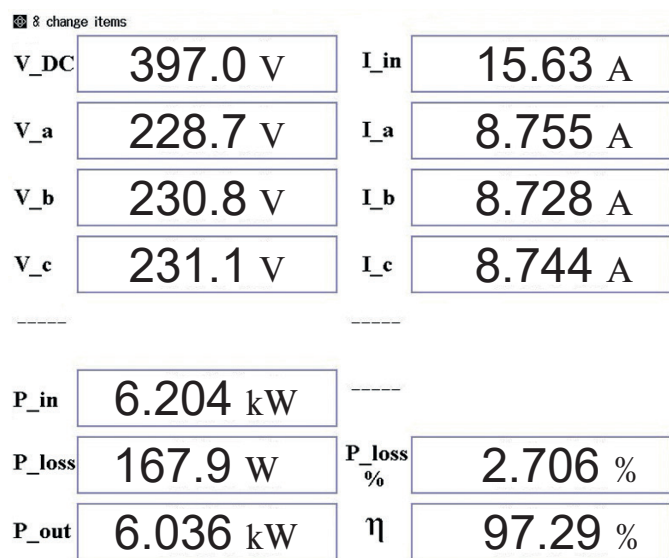 8 change items
V_DC 397.0 V I_in 15.63 A
V_a 228.7 V I_a 8.755 A
V_b 230.8 V I_b 8.728 A
V_c 231.1 V I_c 8.744 A
----- -----
P_in 6.204 kW -----
P_loss 167.9 W P_loss % 2.706 %
P_out 6.036 kW η 97.29 %